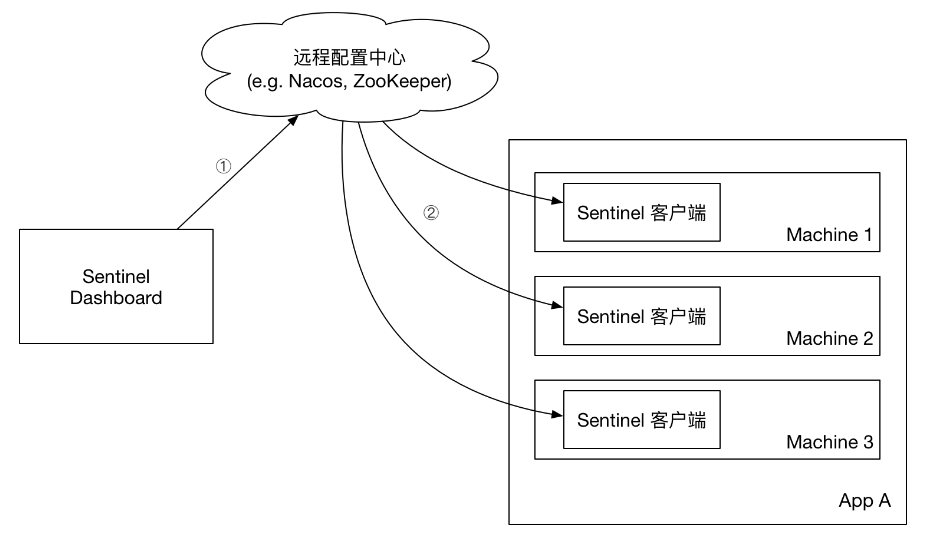 远程配置中心
(e.g. Nacos, ZooKeeper)
①
②
Sentinel
Dashboard
Sentinel 客户端
Machine 1
Sentinel 客户端
Machine 2
Sentinel 客户端
Machine 3
App A